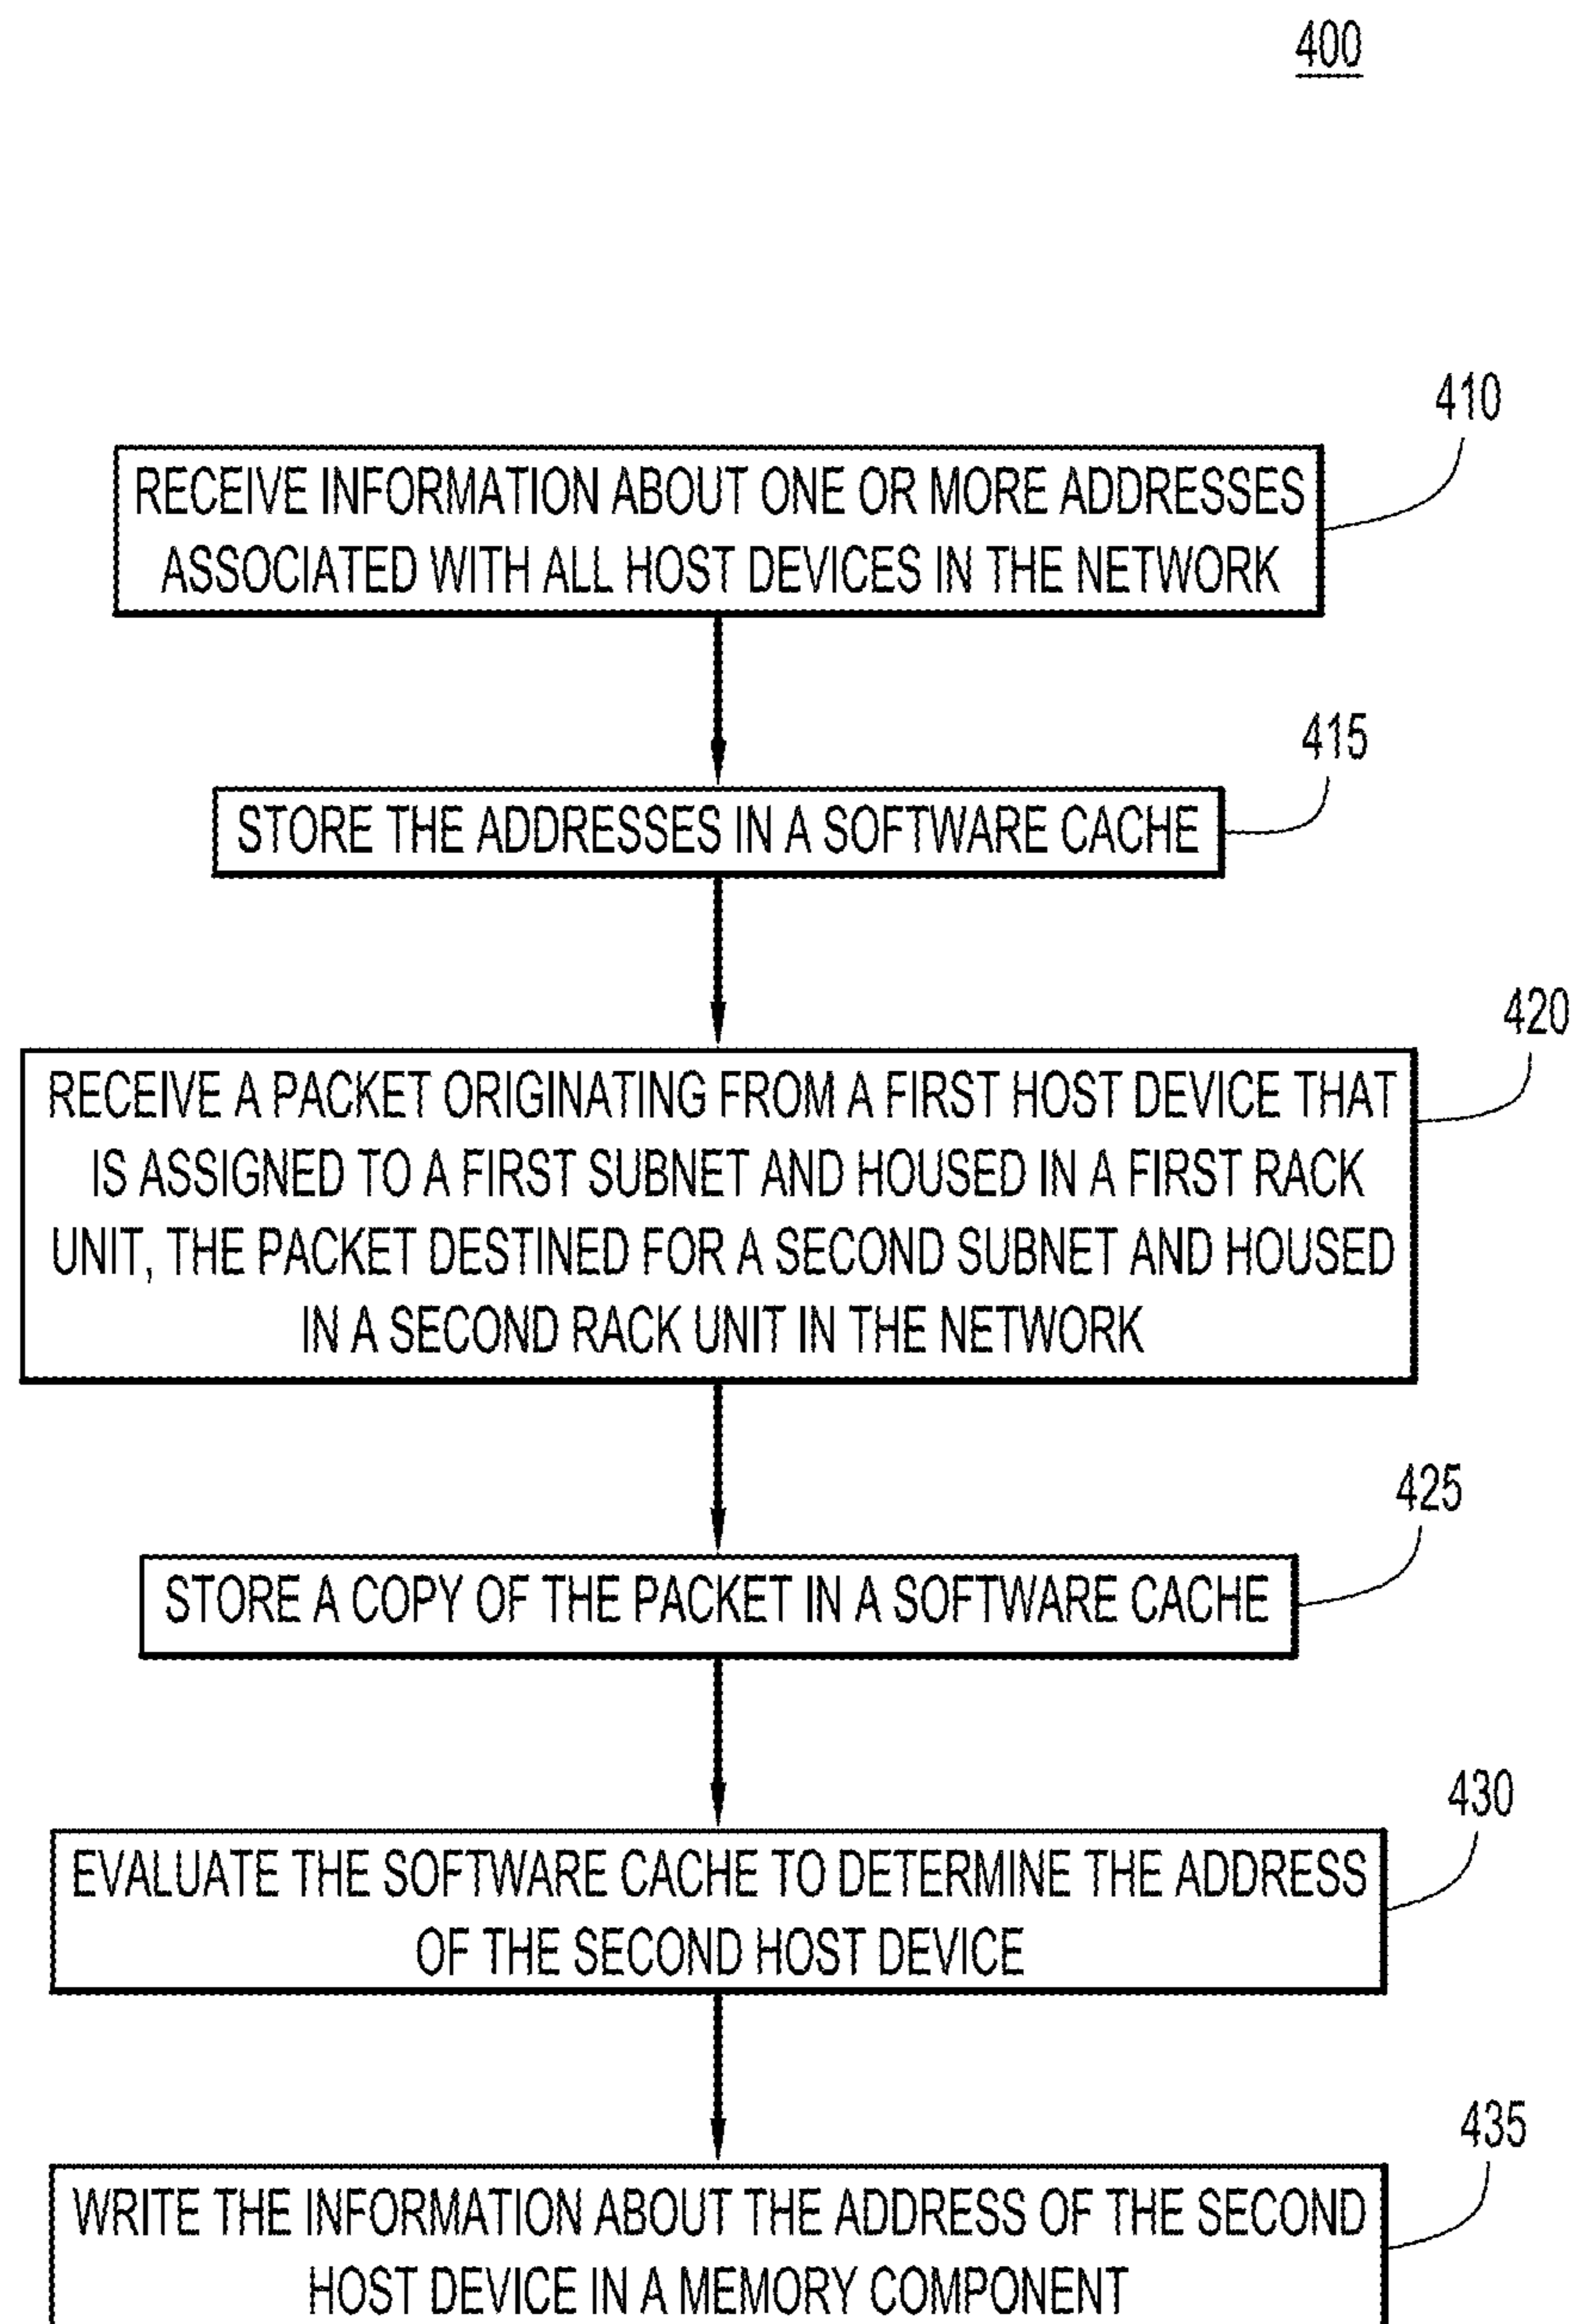 400
410
RECEIVE INFORMATION ABOUT ONE OR MORE ADDRESSES
ASSOCIATED WITH ALL HOST DEVICES IN THE NETWORK
415
STORE THE ADDRESSES IN A SOFTWARE CACHE
420
RECEIVE A PACKET ORIGINATING FROM A FIRST HOST DEVICE THAT
IS ASSIGNED TO A FIRST SUBNET AND HOUSED IN A FIRST RACK
UNIT, THE PACKET DESTINED FOR A SECOND SUBNET AND HOUSED
IN A SECOND RACK UNIT IN THE NETWORK
425
STORE A COPY OF THE PACKET IN A SOFTWARE CACHE
430
EVALUATE THE SOFTWARE CACHE TO DETERMINE THE ADDRESS
OF THE SECOND HOST DEVICE
435
WRITE THE INFORMATION ABOUT THE ADDRESS OF THE SECOND
HOST DEVICE IN A MEMORY COMPONENT